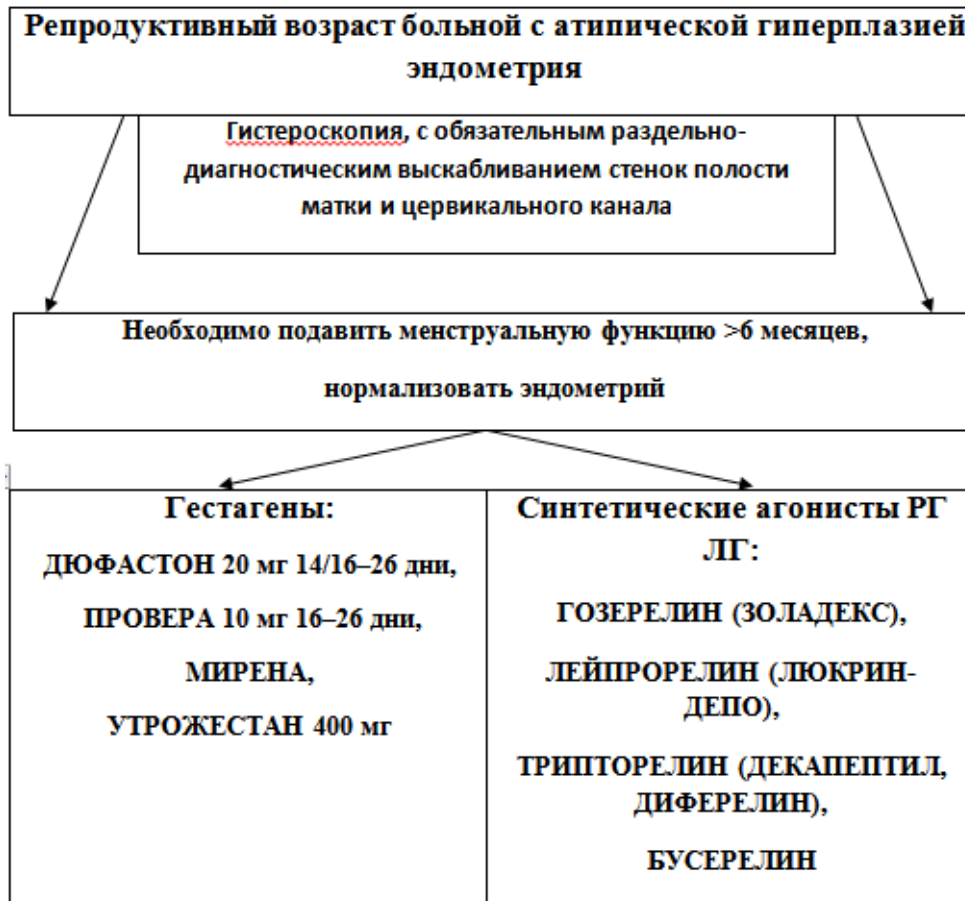 Репродуктивный возраст больной с атипической гиперплазией
эндометрия
Гистероскопия, с обязательным раздельно-
диагностическим выскабливанием стенок полости
матки и цервикального канала
Необходимо подавить менструальную функцию >6 месяцев,
нормализовать эндометрий
Гестагены:
ДЮФАСТОН 20 мг 14/16–26 дни,
ПРОВЕРА 10 мг 16–26 дни,
МИРЕНА,
УТРОЖЕСТАН 400 мг
Синтетические агонисты РГ
ЛГ:
ГОЗЕРЕЛИН (ЗОЛАДЕКС),
ЛЕЙПРОРЕЛИН (ЛЮКРИН-
ДЕПО),
ТРИПТОРЕЛИН (ДЕКАПЕПТИЛ,
ДИФЕРЕЛИН),
БУСЕРЕЛИН